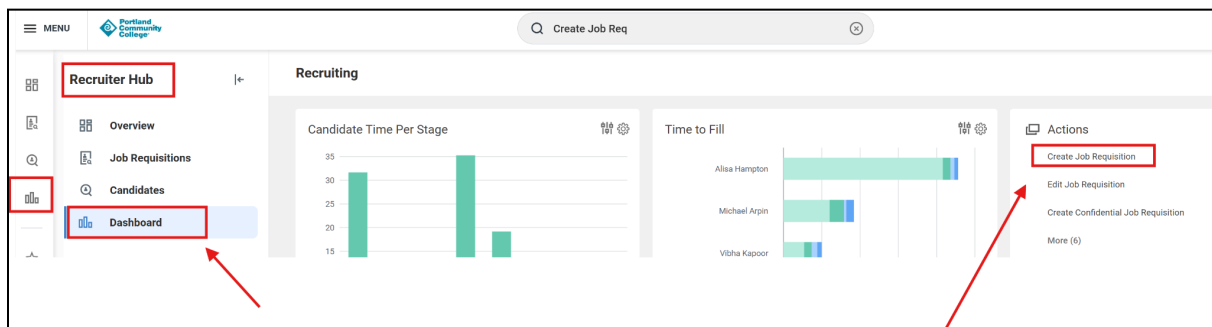 MENU
Portland
Community
College
Create Job Req
Recruiter Hub
Overview
Job Requisitions
Candidates
Dashboard
Recruiting
Candidate Time Per Stage
35
30
25
20
15
Time to Fill
Alisa Hampton
Michael Arpin
Vibha Kapoor
Actions
Create Job Requisition
Edit Job Requisition
Create Confidential Job Requisition
More (6)